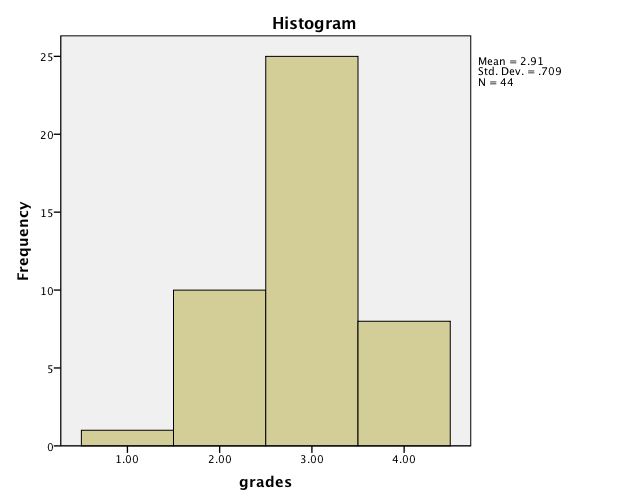 Histogram
Mean = 2.91
Std. Dev. = .709
N = 44
Frequency
25
20
15
10
5
0
1.00 2.00 3.00 4.00
grades